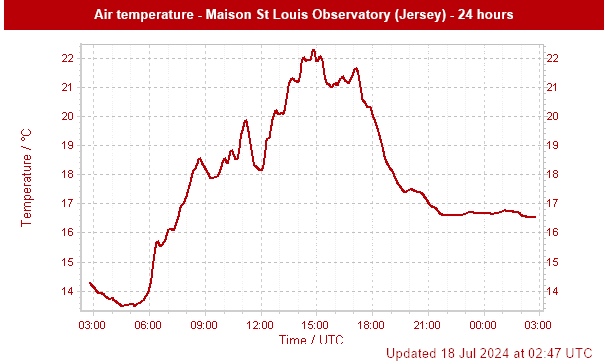 Air temperature - Maison St Louis Observatory (Jersey) - 24 hours
22 22
21 21
20 20
19 19
18 18
17 17
16 16
15 15
14 14
Temperature / °C
03:00 06:00 09:00 12:00 15:00 18:00 00:00 03:00
Time / UTC
Updated 18 Jul 2024 at 02:47 UTC